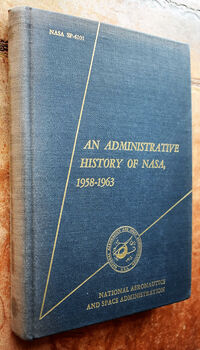 NASA SP-4101
AN ADMINISTRATIVE
HISTORY OF NASA,
1958-1963
NATIONAL AERONAUTICS
AND SPACE ADMINISTRATION